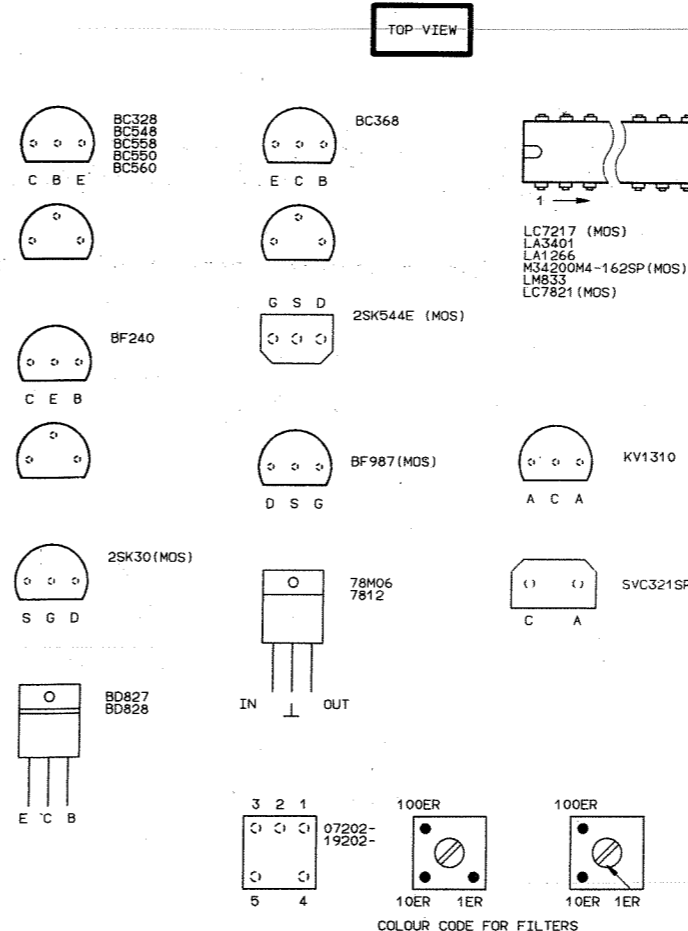 TOP VIEW
BC328
BC548
BC558
BC550
BC560
C B E
BC368
E C B
1
LC7217 (MOS)
LA3401
LA1266
M34200M4-162SP(MOS)
LM833
LC7821(MOS)
G S D
2SK544E (MOS)
BF240
C E B
BF987(MOS)
D S G
KV1310
A C A
2SK30(MOS)
S G D
78M06
7812
IN ⊥ OUT
SVC321SP
C A
BD827
BD828
E C B
3 2 1
07202-
19202-
5 4
100ER
10ER 1ER
100ER
10ER 1ER
COLOUR CODE FOR FILTERS